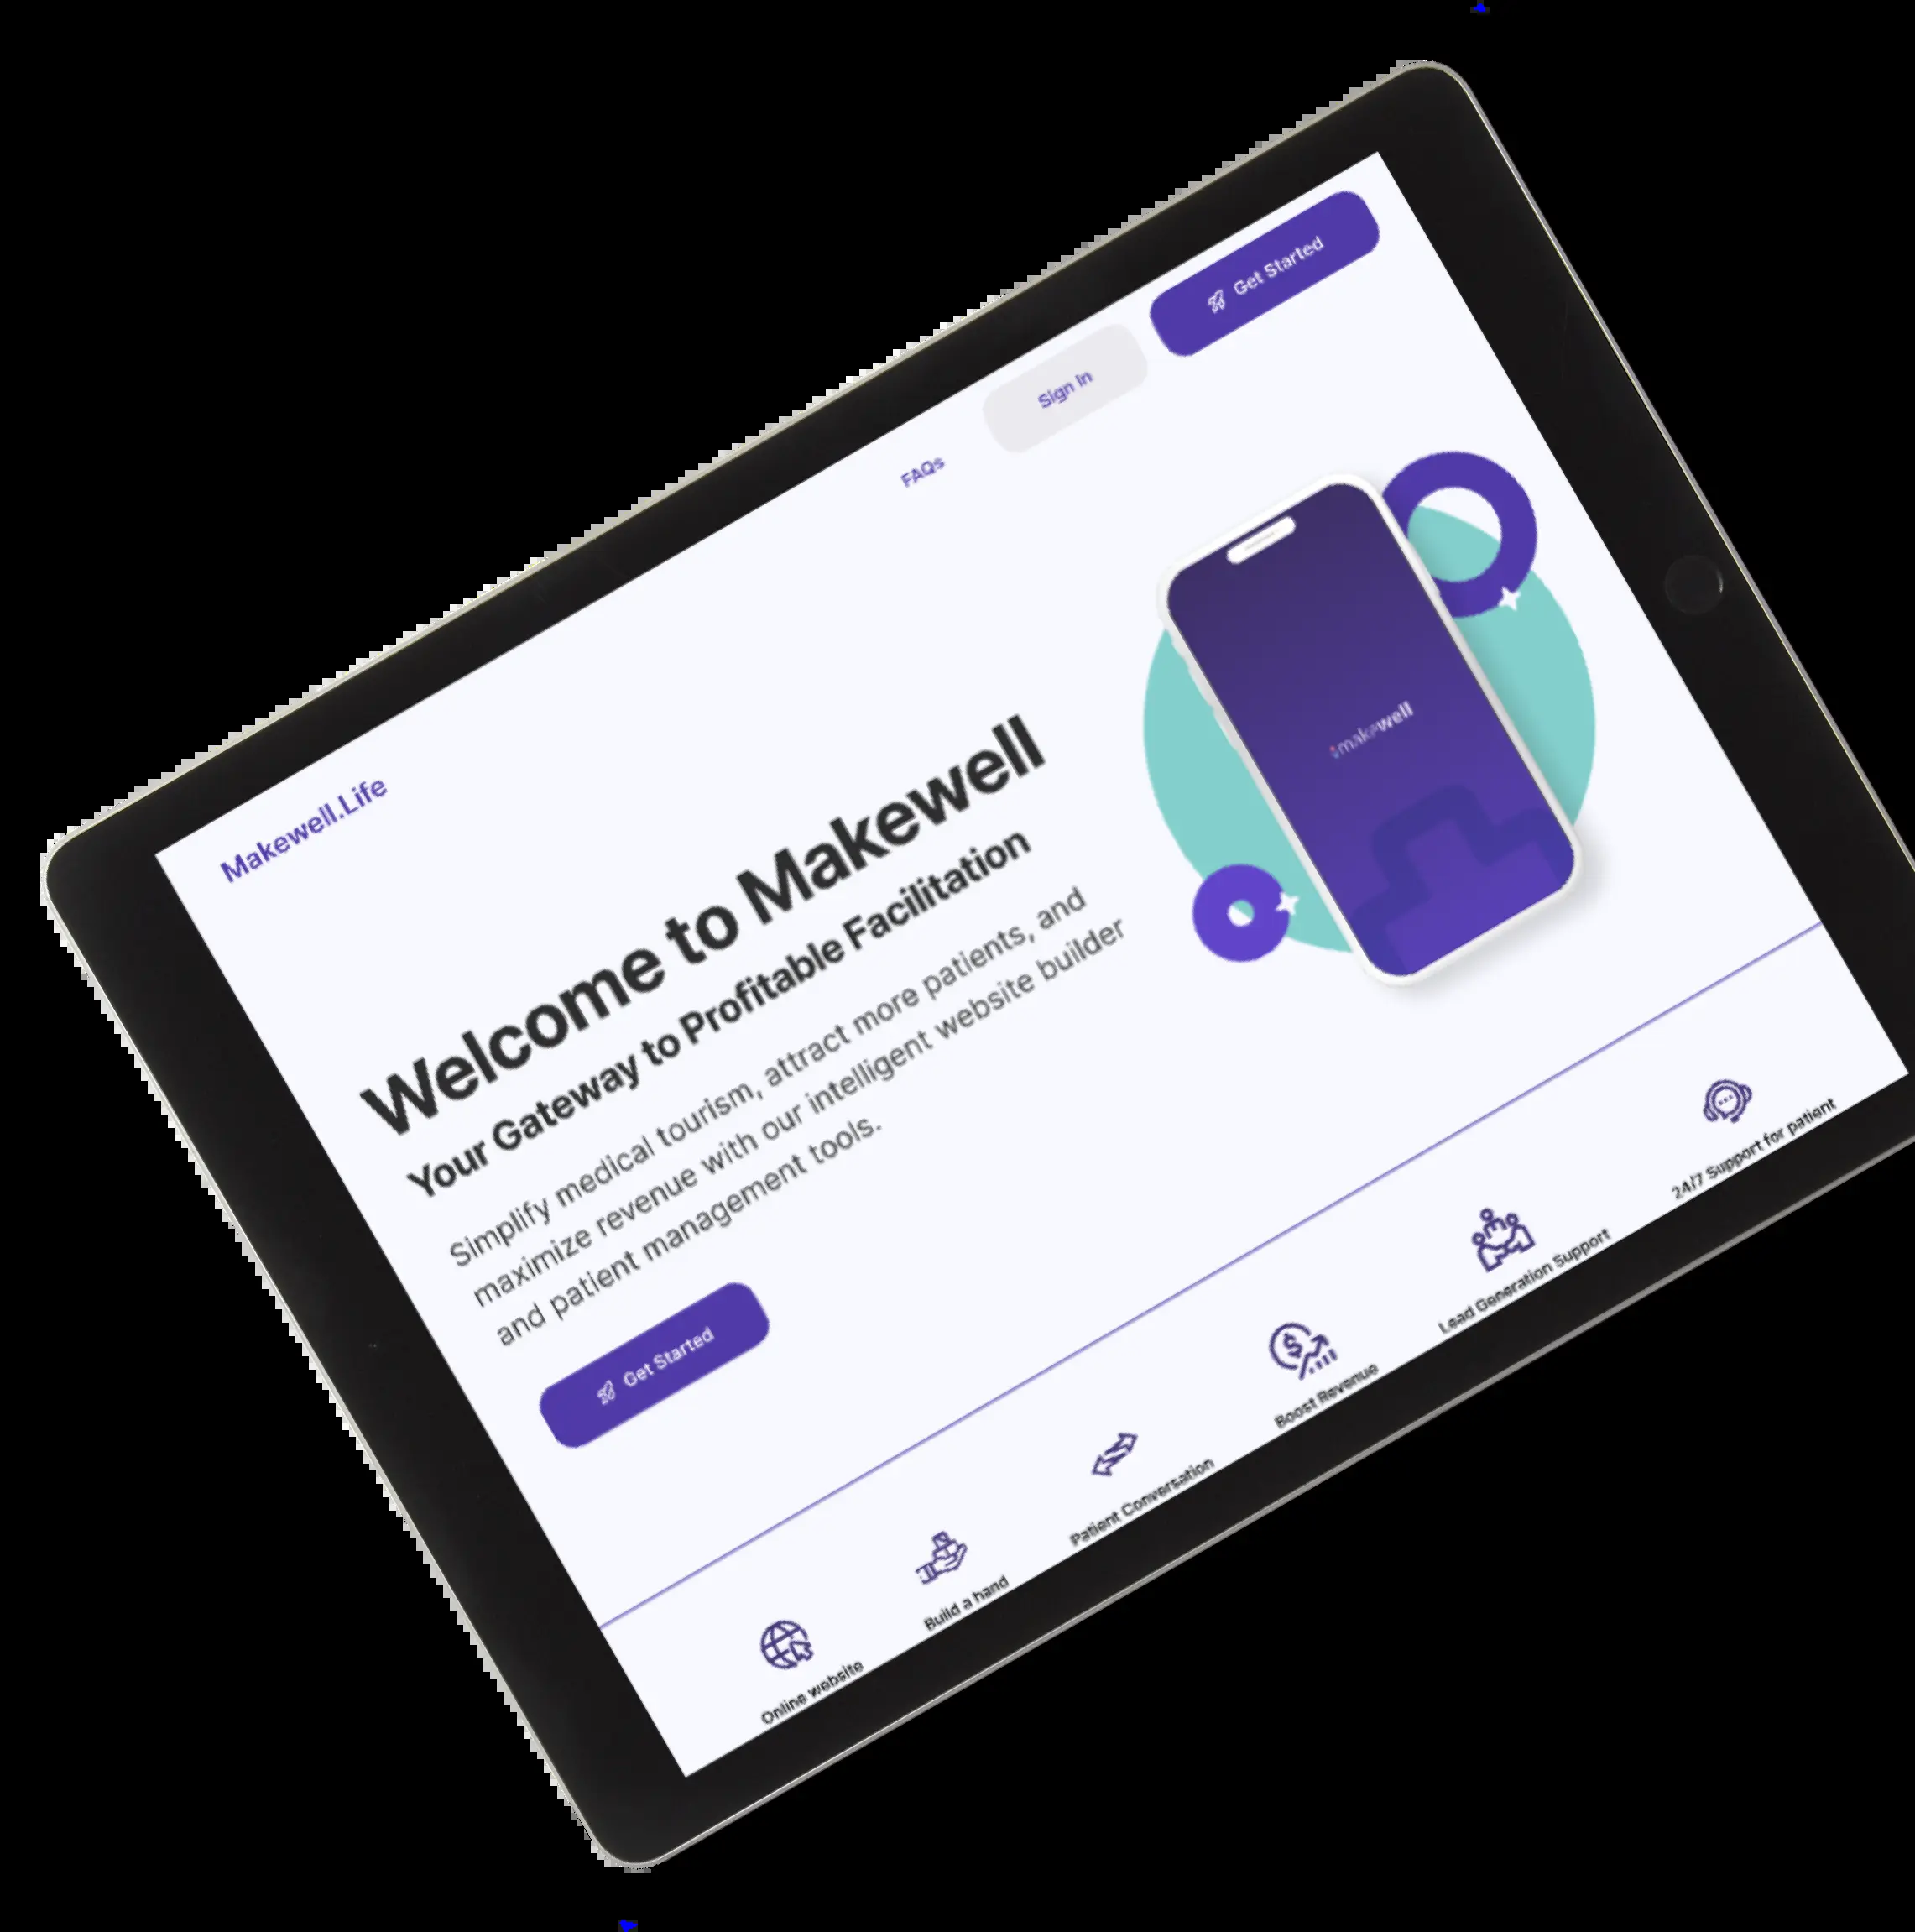 Makewell.Life
FAQs
Sign In
Get Started
Welcome to Makewell
Your Gateway to Profitable Facilitation
Simplify medical tourism, attract more patients, and
maximize revenue with our intelligent website builder
and patient management tools.
Get Started
makewell
Online website
Build a hand
Patient Conversation
Boost Revenue
Lead Generation Support
24/7 Support for patient